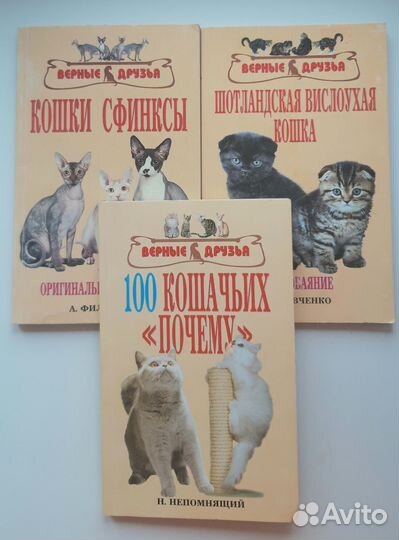 ВЕРНЫЕ ДРУЗЬЯ
КОШКИ СФИНКСЫ
А. ФИЛ
ВЕРНЫЕ ДРУЗЬЯ
ШОТЛАНДСКАЯ ВИСЛОУХАЯ
КОШКА
ОБАЯНИЕ
ВЧЕНКО
ВЕРНЫЕ ДРУЗЬЯ
100 КОШАЧЬИХ
«ПОЧЕМУ»
Н. НЕПОМНЯЩИЙ
Avito